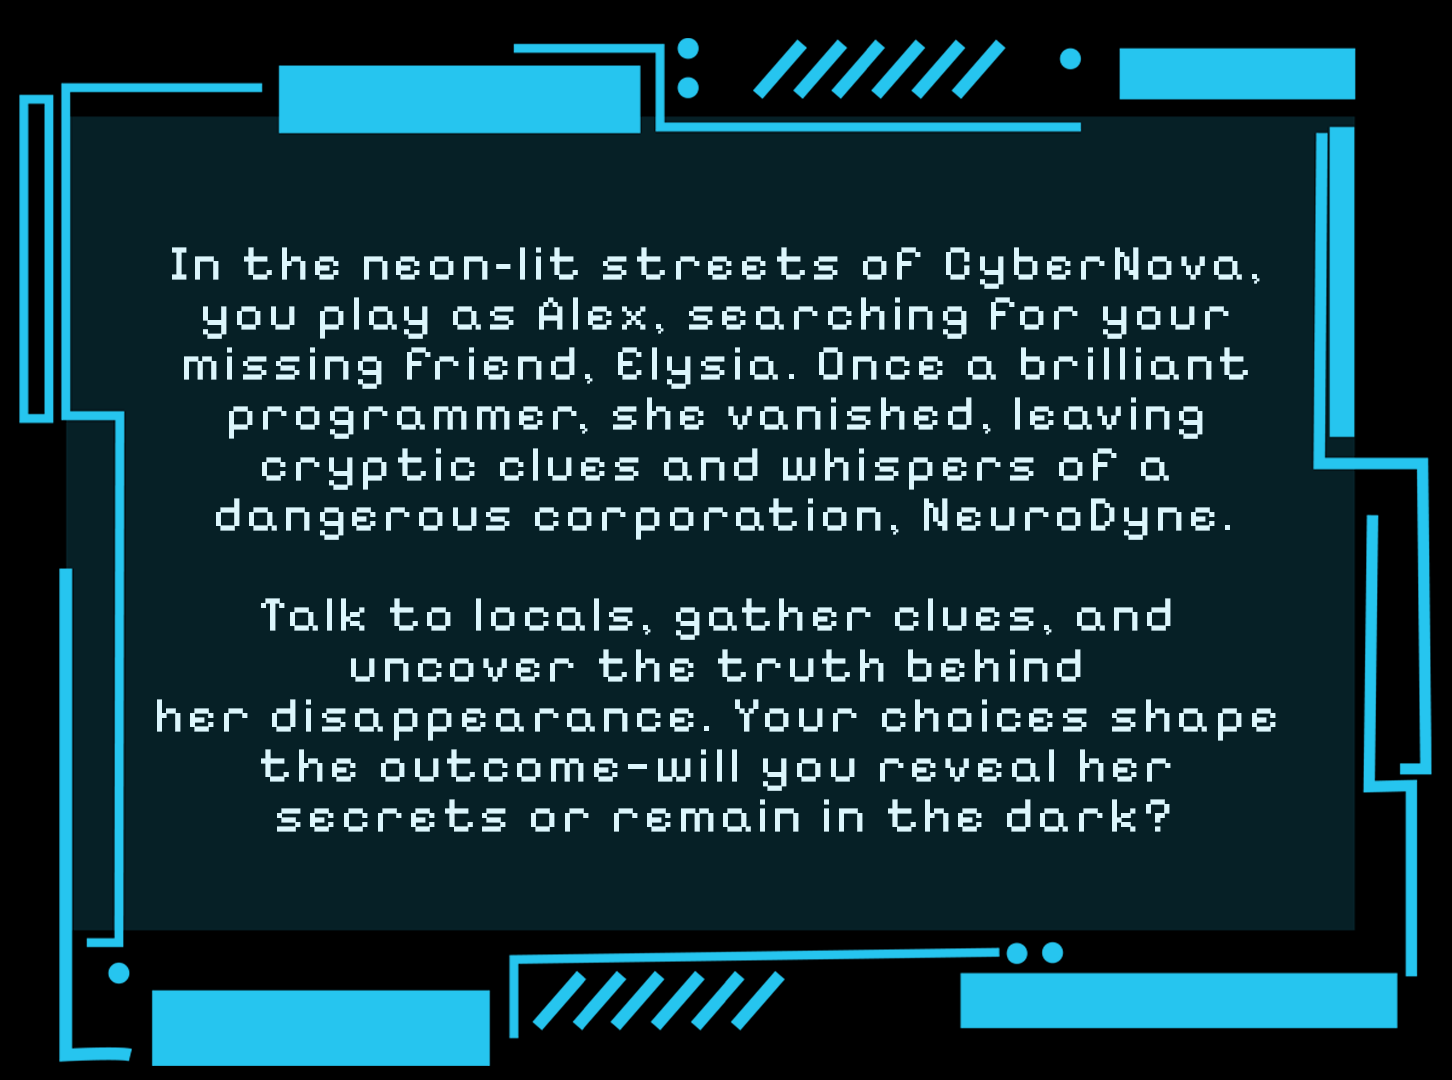 In the neon-lit streets of CyberNova,
you play as Alex, searching for your
missing friend, Elysia. Once a brilliant
programmer, she vanished, leaving
cryptic clues and whispers of a
dangerous corporation, NeuroDyne.
Talk to locals, gather clues, and
uncover the truth behind
her disappearance. Your choices shape
the outcome-will you reveal her
secrets or remain in the dark?